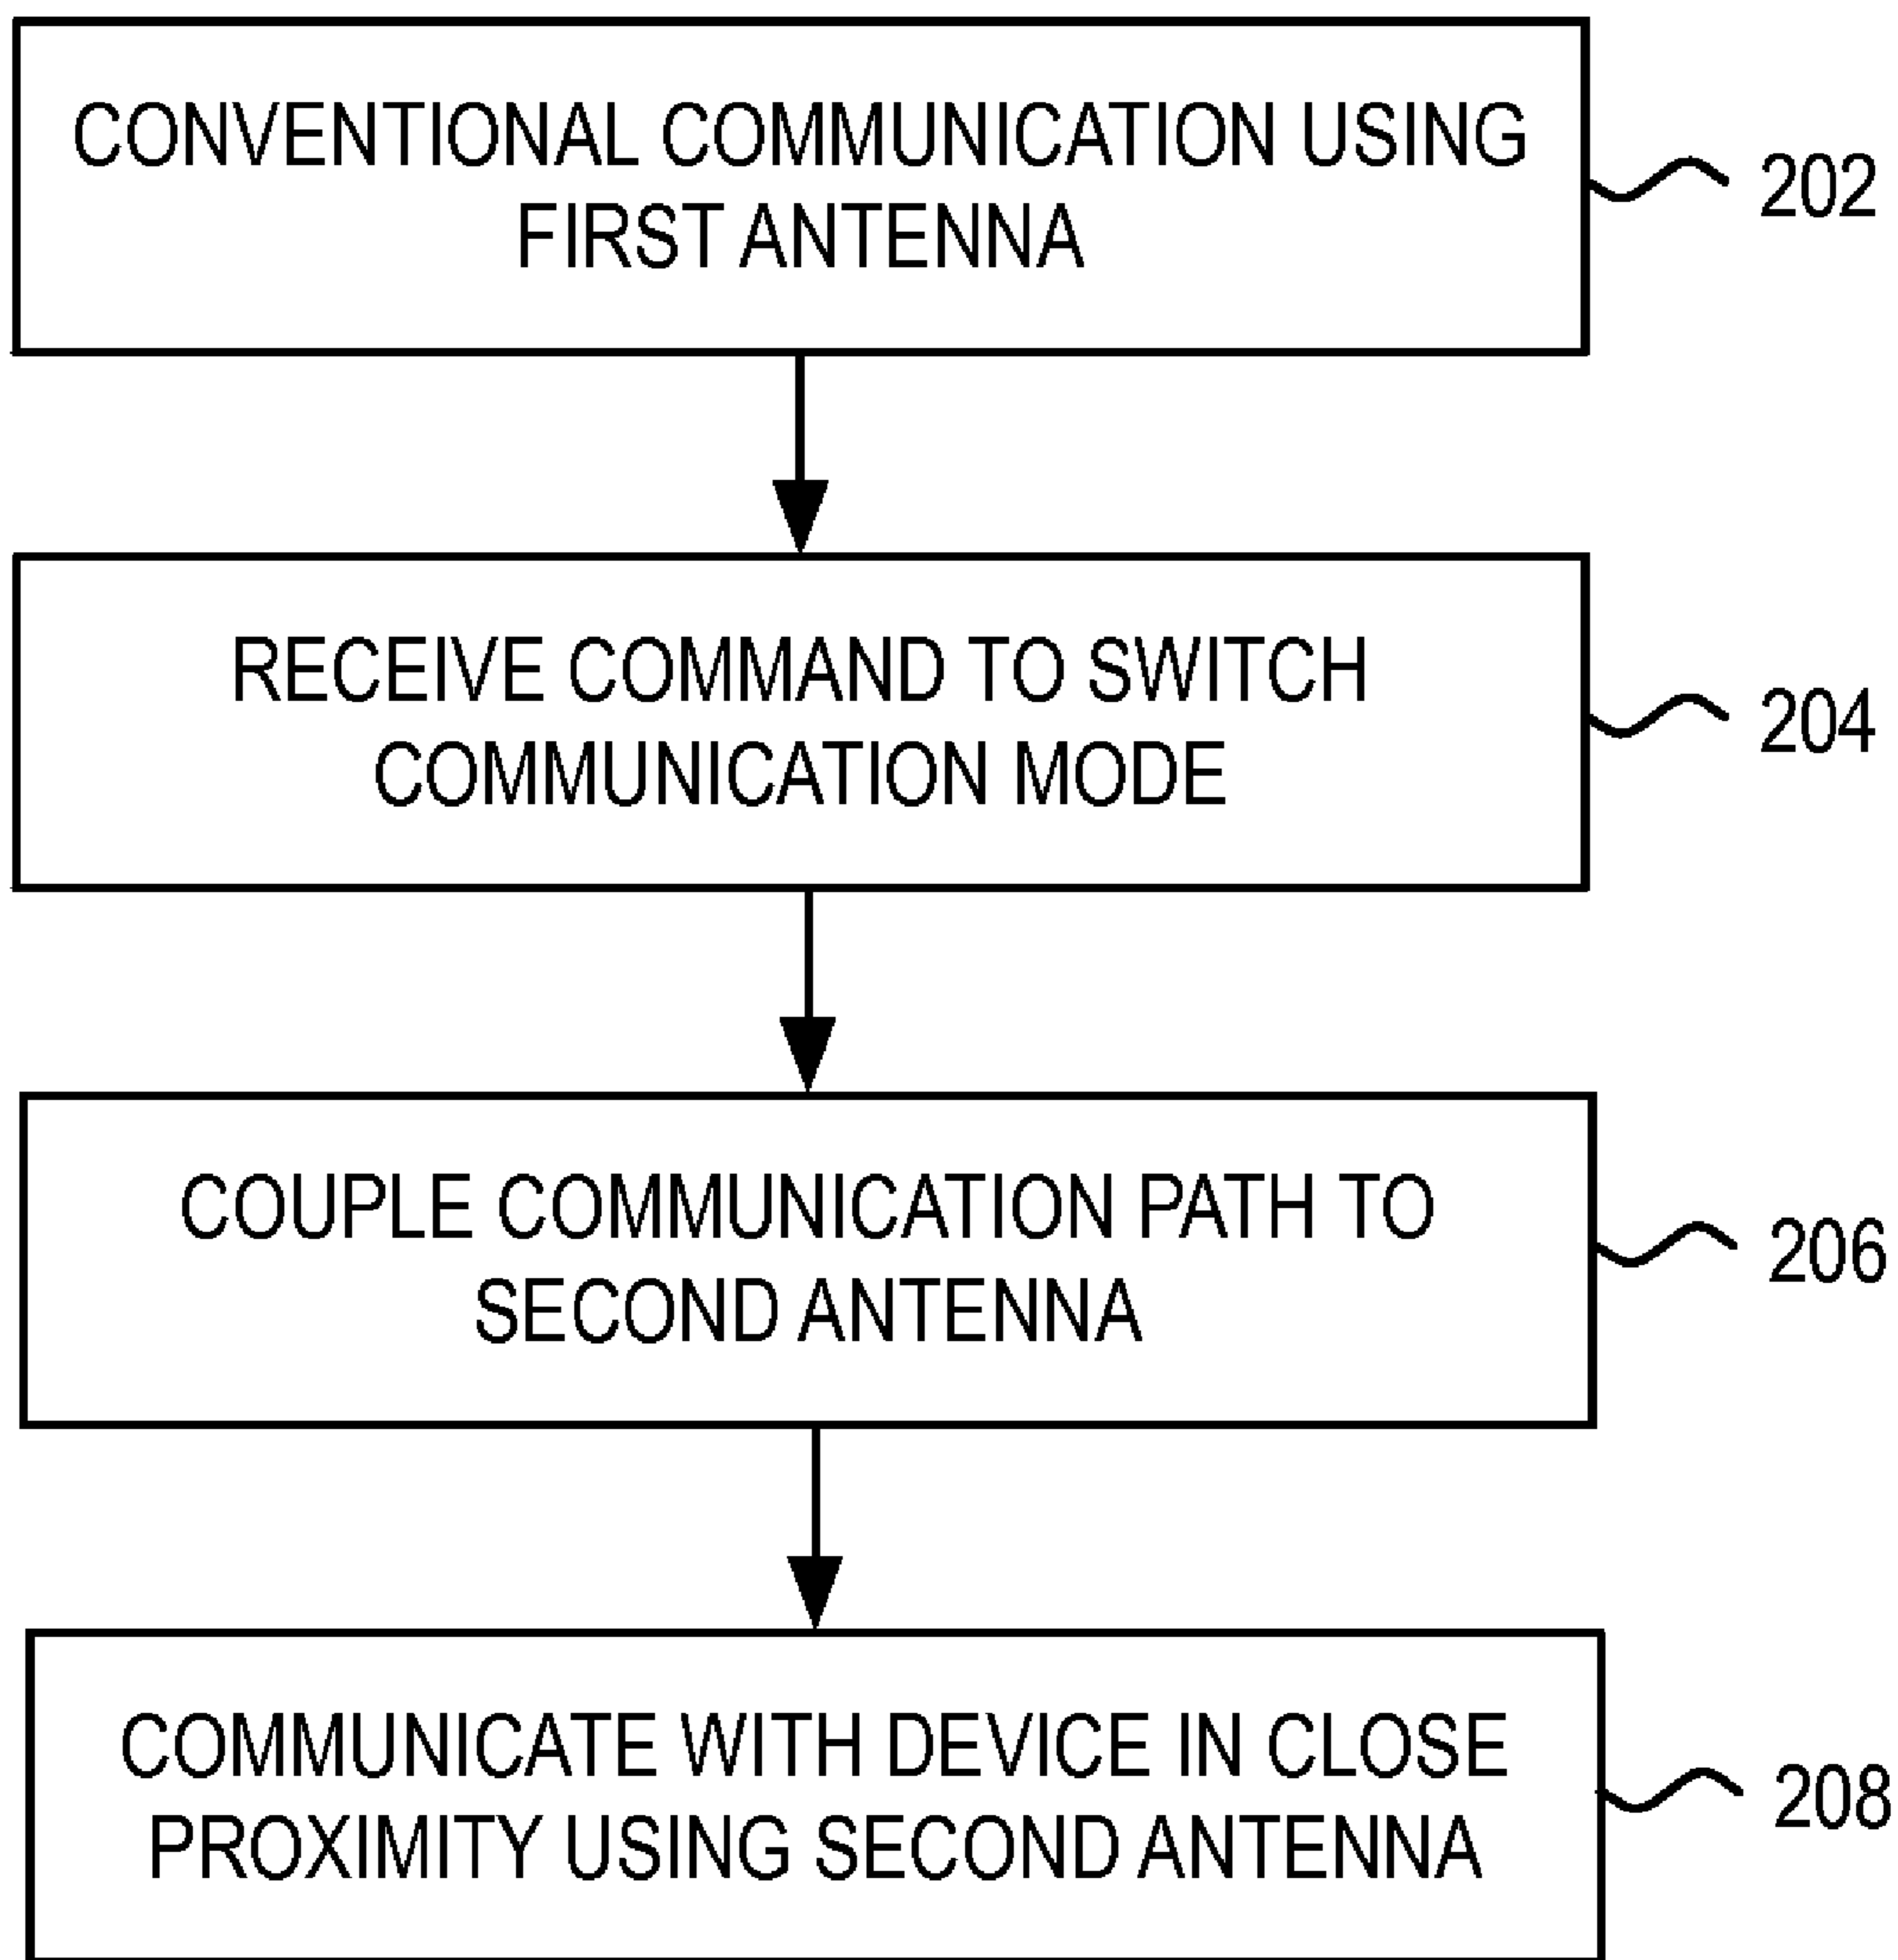 CONVENTIONAL COMMUNICATION USING
FIRST ANTENNA
202
RECEIVE COMMAND TO SWITCH
COMMUNICATION MODE
204
COUPLE COMMUNICATION PATH TO
SECOND ANTENNA
206
COMMUNICATE WITH DEVICE IN CLOSE
PROXIMITY USING SECOND ANTENNA
208